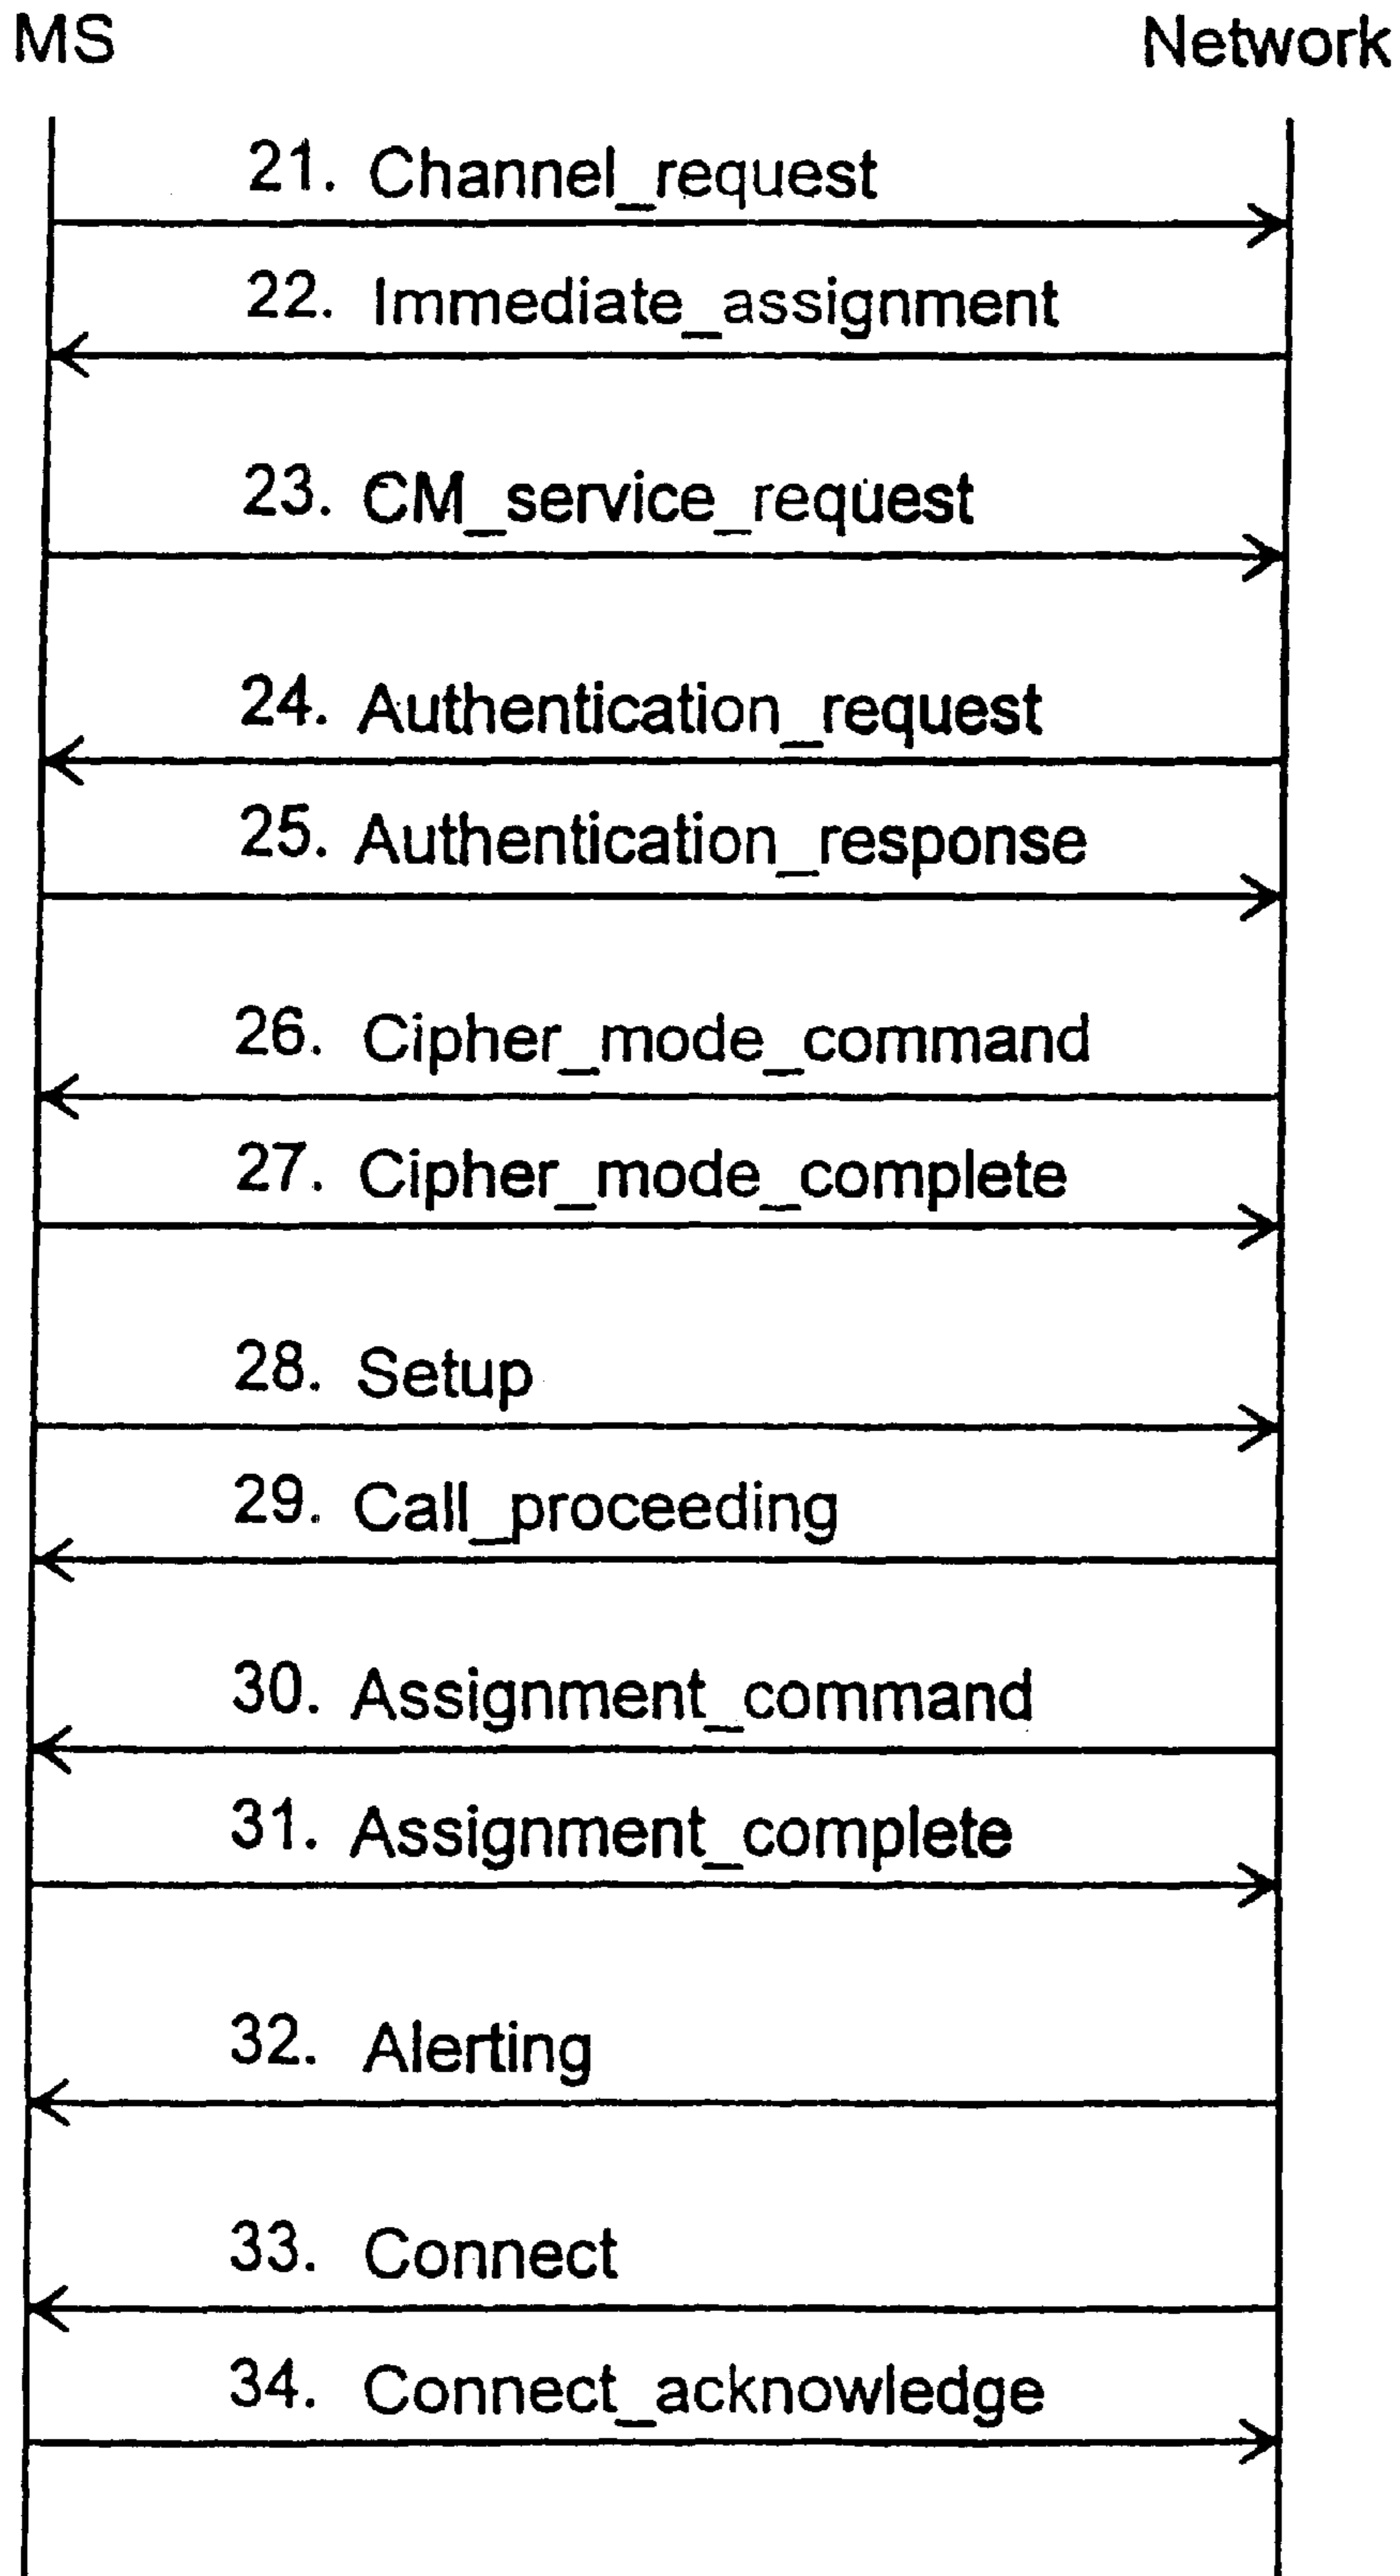 MS Network
21. Channel_request
22. Immediate_assignment
23. CM_service_request
24. Authentication_request
25. Authentication_response
26. Cipher_mode_command
27. Cipher_mode_complete
28. Setup
29. Call_proceeding
30. Assignment_command
31. Assignment_complete
32. Alerting
33. Connect
34. Connect_acknowledge